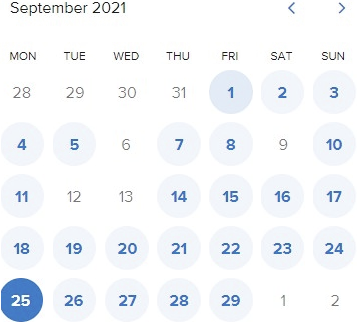 September 2021
MON TUE WED THU FRI SAT SUN
28 29 30 31 1 2 3
4 5 6 7 8 9 10
11 12 13 14 15 16 17
18 19 20 21 22 23 24
25 26 27 28 29 1 2